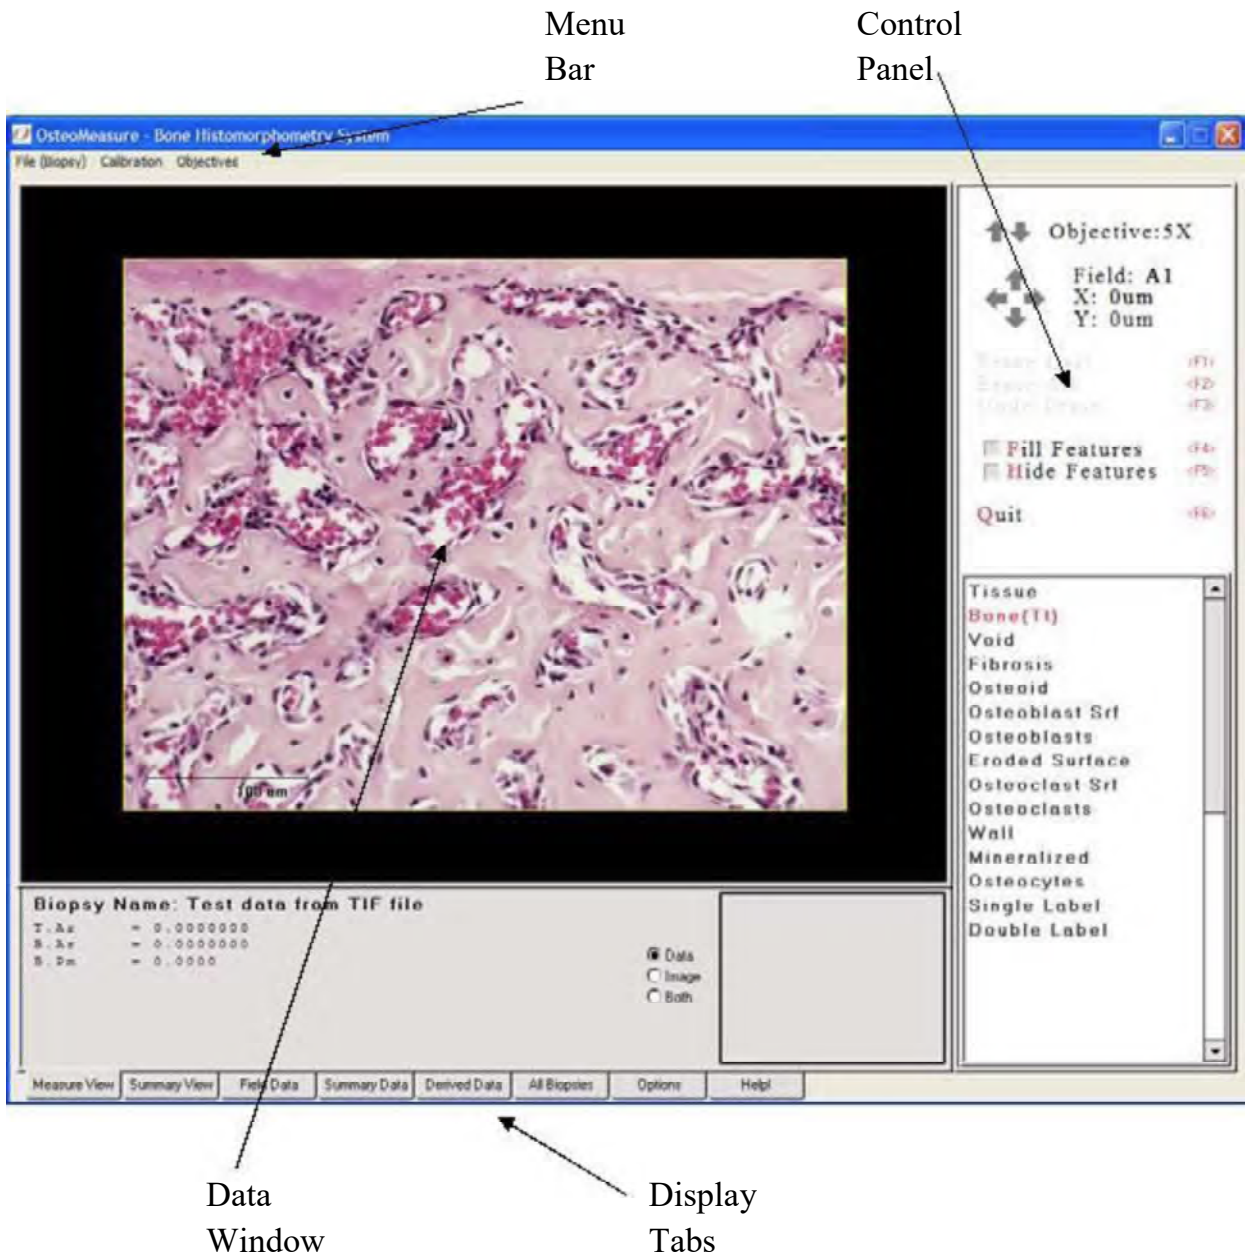 Menu
Bar
Control
Panel
OsteoMeasure - Bone Histomorphometry System
File (Biopsy) Calibration Objectives
Objective:5X
Field: A1
X: 0um
Y: 0um
<F1>
<F2>
<F3>
Fill Features <F4>
Hide Features <F5>
Quit <F6>
Tissue
Bone(Tt)
Void
Fibrosis
Osteoid
Osteoblast Srf
Osteoblasts
Eroded Surface
Osteoclast Srf
Osteoclasts
Wall
Mineralized
Osteocytes
Single Label
Double Label
100 um
Biopsy Name: Test data from TIF file
T.Ar = 0.0000000
B.Ar = 0.0000000
B.Pm = 0.0000
Data
Image
Both
Measure View Summary View Field Data Summary Data Derived Data All Biopsies Options Help!
Data
Window
Display
Tabs